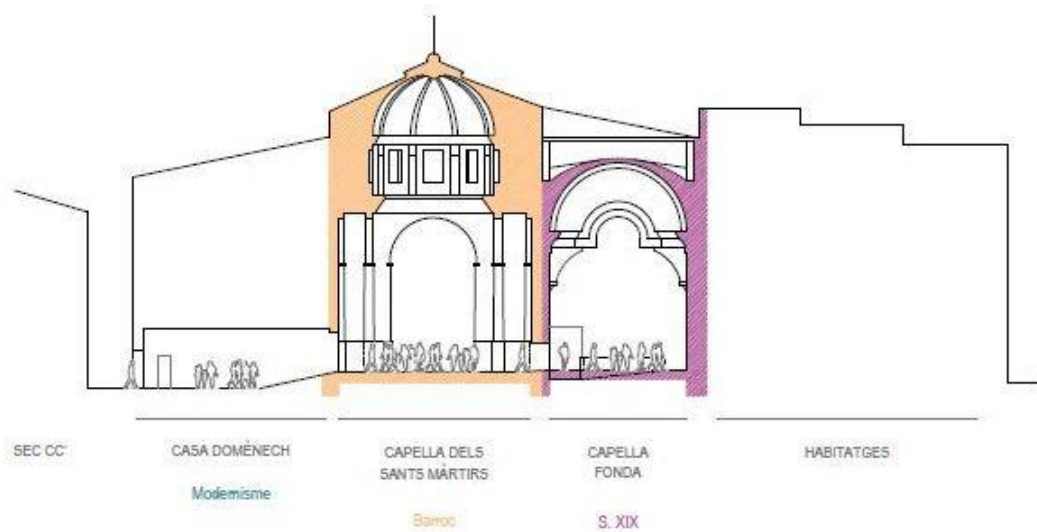 SEC CC'
CASA DOMÈNECH
Modernisme
CAPELLA DELS
SANTS MÀRTIRS
Barroc
CAPELLA
FONDA
S. XIX
HABITATGES